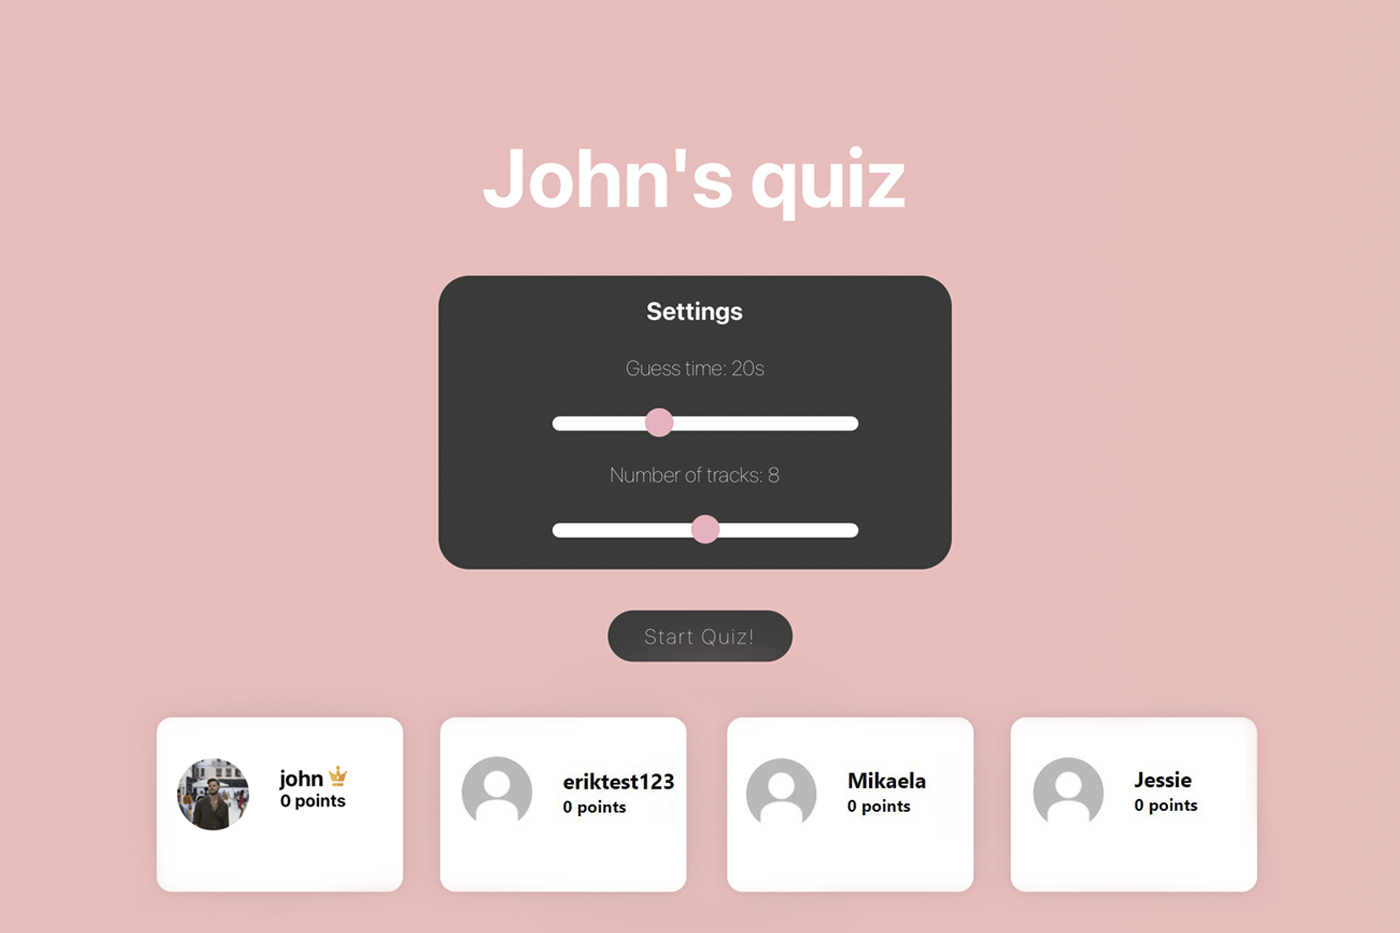 John's quiz
Settings
Guess time: 20s
Number of tracks: 8
Start Quiz!
john
0 points
eriktest123
0 points
Mikaela
0 points
Jessie
0 points